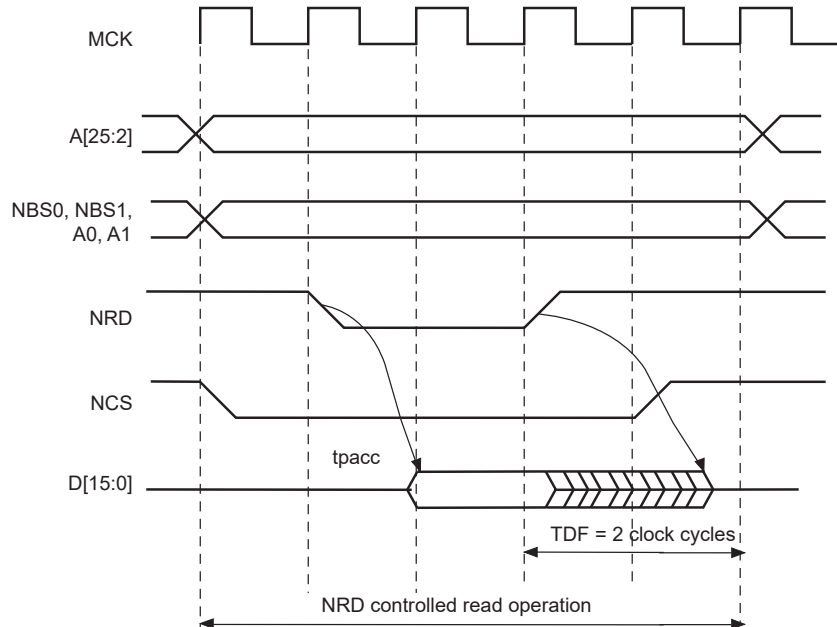 MCK
A[25:2]
NBS0, NBS1,
A0, A1
NRD
NCS
tpacc
D[15:0]
TDF = 2 clock cycles
NRD controlled read operation